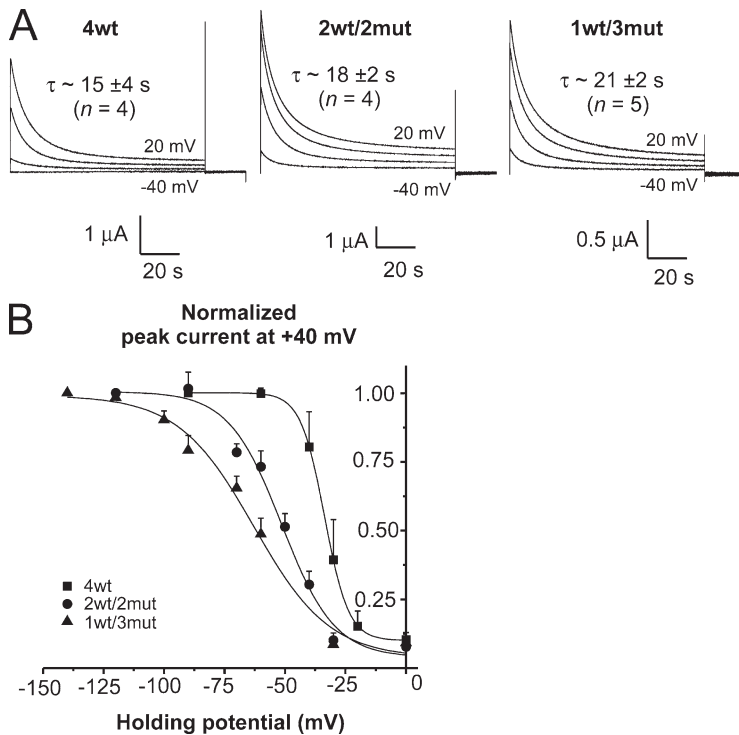 A
4wt
2wt/2mut
1wt/3mut
τ ~ 15 ±4 s
(n = 4)
τ ~ 18 ±2 s
(n = 4)
τ ~ 21 ±2 s
(n = 5)
20 mV
20 mV
20 mV
-40 mV
-40 mV
-40 mV
1 μA
20 s
1 μA
20 s
0.5 μA
20 s
B
Normalized
peak current at +40 mV
1.00
0.75
0.50
0.25
4wt
2wt/2mut
1wt/3mut
-150 -125 -100 -75 -50 -25 0
Holding potential (mV)